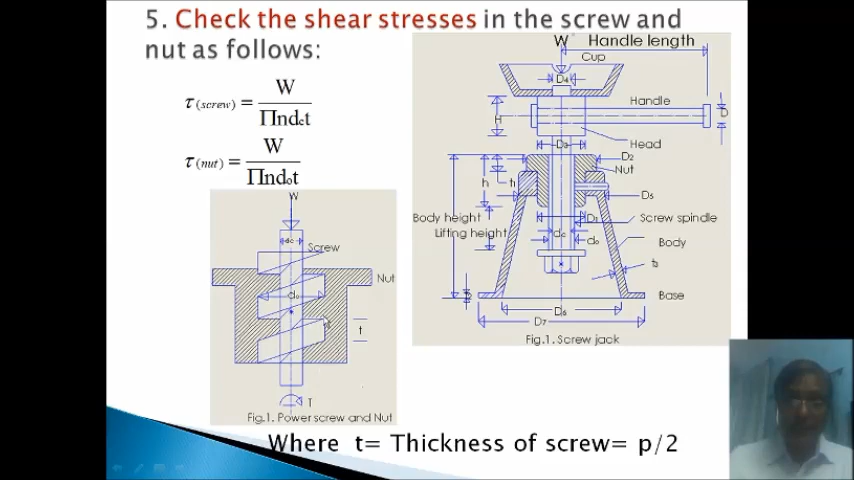 5. Check the shear stresses in the screw and
nut as follows:
τ(screw) = W / Πndct
τ(nut) = W / Πndot
W
dc
Screw
Nut
do
t
T
Fig.1. Power screw and Nut
W Handle length
Cup
D4
Handle
H
D
Head
D3
D2
Nut
h
t1
D5
Body height
D1
Screw spindle
Lifting height
dc
do
Body
t3
Base
D6
D7
Fig.1. Screw jack
Where t= Thickness of screw= p/2